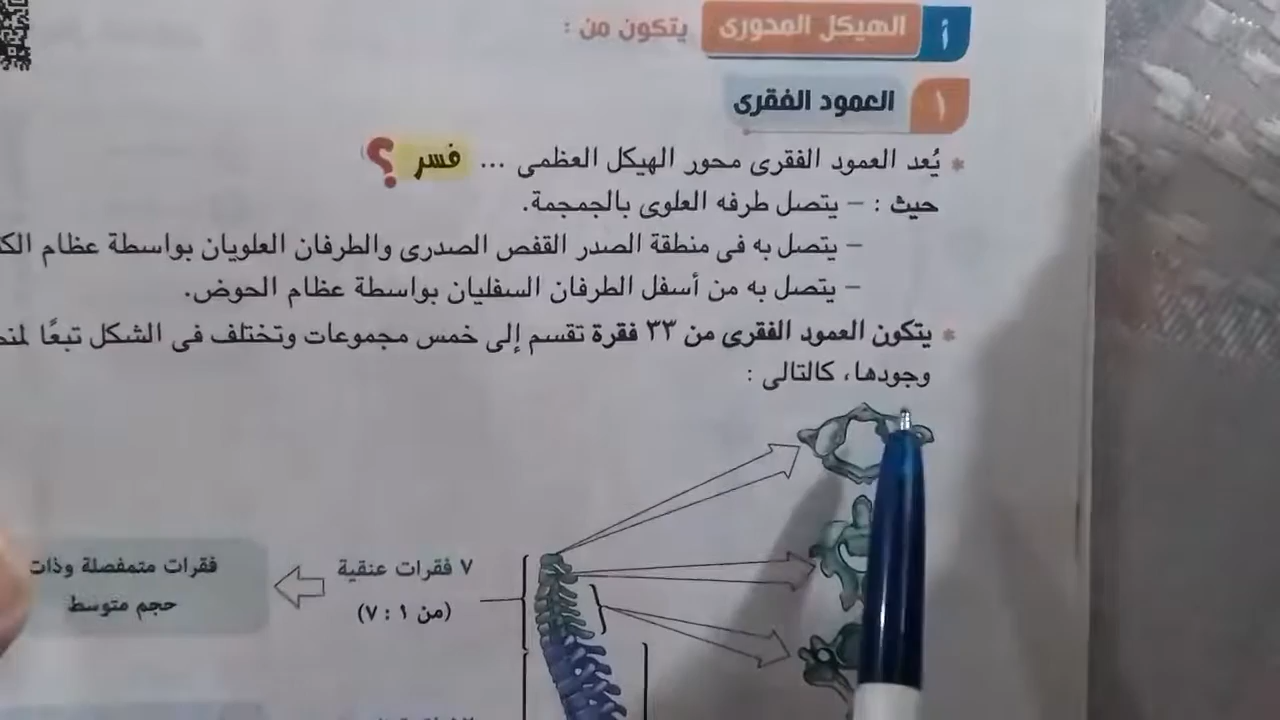 أ الهيكل المحورى يتكون من :
١ العمود الفقرى
* يُعد العمود الفقرى محور الهيكل العظمى ... فسر ؟
حيث : – يتصل طرفه العلوى بالجمجمة.
– يتصل به فى منطقة الصدر القفص الصدرى والطرفان العلويان بواسطة عظام
– يتصل به من أسفل الطرفان السفليان بواسطة عظام الحوض.
* يتكون العمود الفقرى من ٣٣ فقرة تقسم إلى خمس مجموعات وتختلف فى الشكل تبعًا
وجودها، كالتالى :
٧ فقرات عنقية
(من ١ : ٧)
فقرات متمفصلة وذات
حجم متوسط